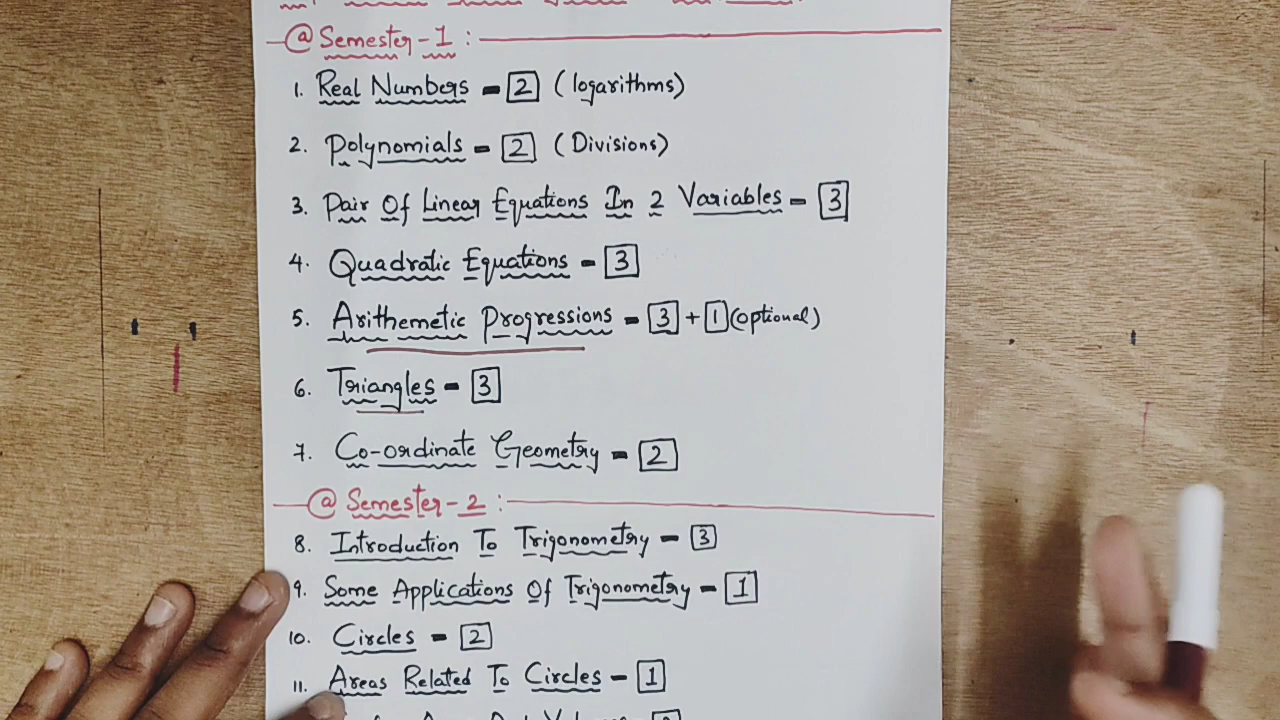 @ Semester-1 :
1. Real Numbers - 2 (logarithms)
2. Polynomials - 2 (Divisions)
3. Pair Of Linear Equations In 2 Variables - 3
4. Quadratic Equations - 3
5. Arithemetic Progressions - 3 + 1 (optional)
6. Triangles - 3
7. Co-ordinate Geometry - 2
@ Semester-2 :
8. Introduction To Trigonometry - 3
9. Some Applications Of Trigonometry - 1
10. Circles - 2
11. Areas Related To Circles - 1